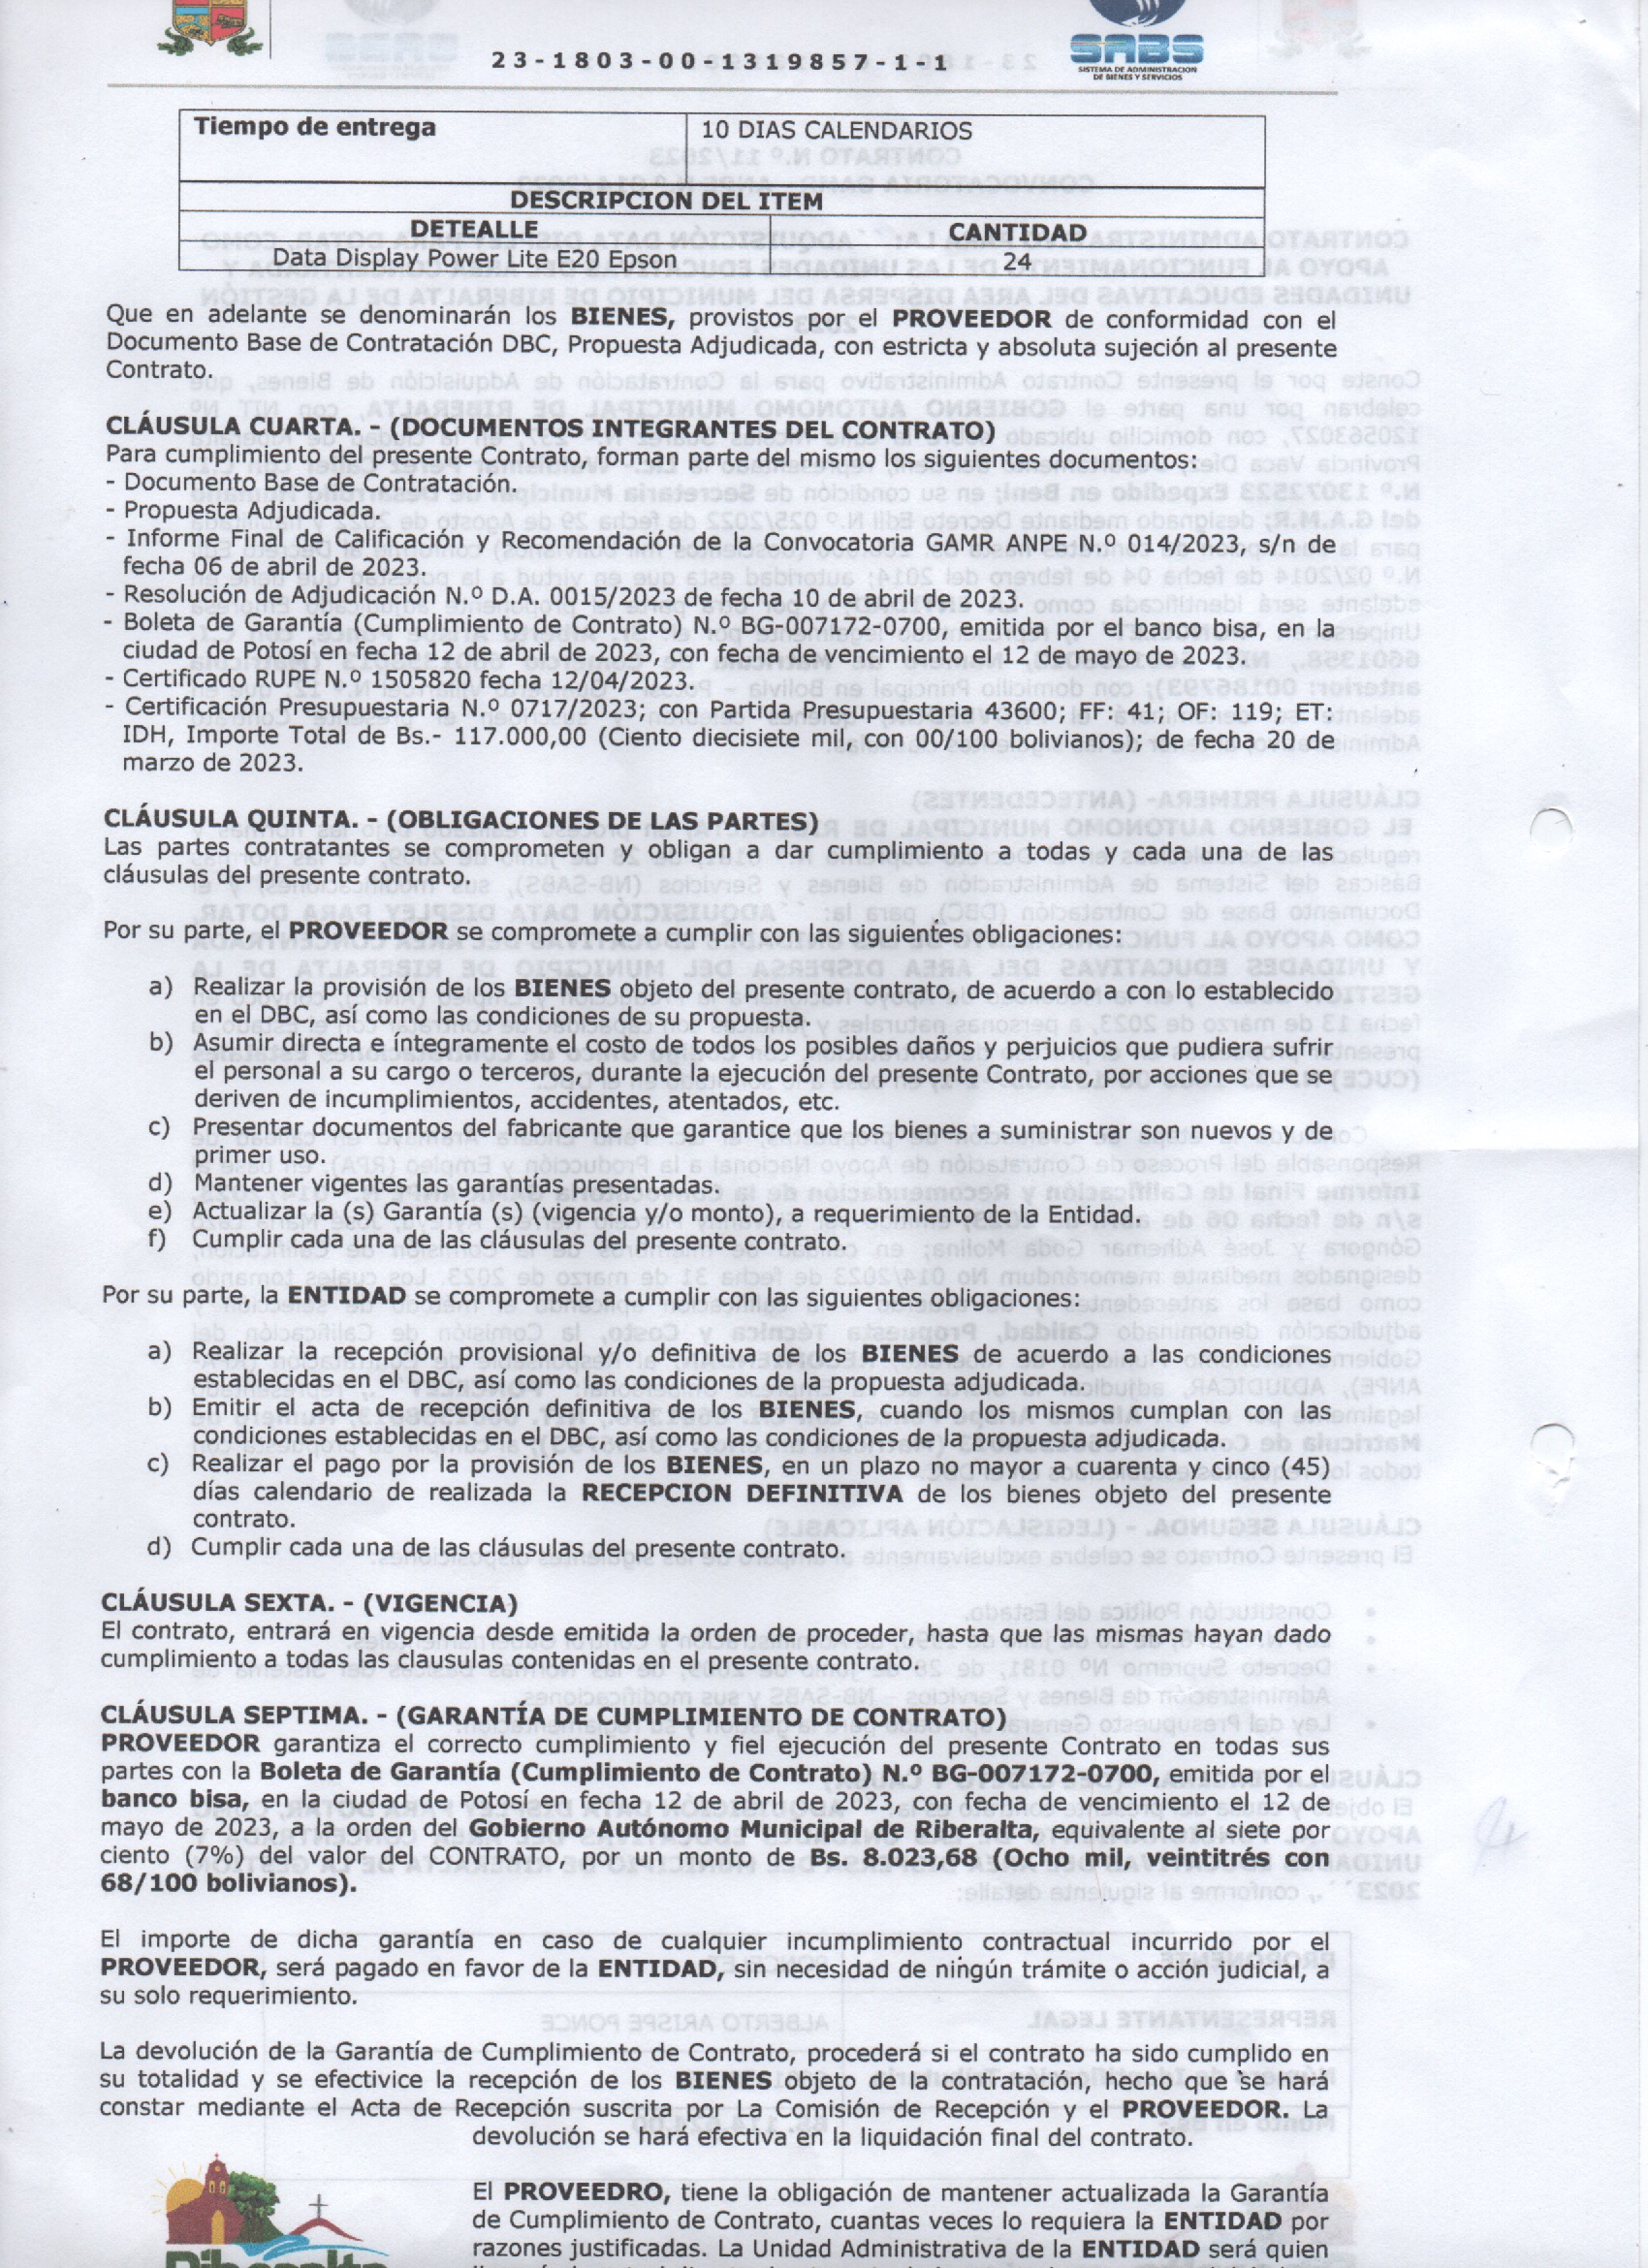 23-1803-00-1319857-1-1
SABS
SISTEMA DE ADMINISTRACION
DE BIENES Y SERVICIOS
Tiempo de entrega 10 DIAS CALENDARIOS
DESCRIPCION DEL ITEM
DETEALLE CANTIDAD
Data Display Power Lite E20 Epson 24
Que en adelante se denominarán los BIENES, provistos por el PROVEEDOR de conformidad con el
Documento Base de Contratación DBC, Propuesta Adjudicada, con estricta y absoluta sujeción al presente
Contrato.
CLÁUSULA CUARTA. - (DOCUMENTOS INTEGRANTES DEL CONTRATO)
Para cumplimiento del presente Contrato, forman parte del mismo los siguientes documentos:
- Documento Base de Contratación.
- Propuesta Adjudicada.
- Informe Final de Calificación y Recomendación de la Convocatoria GAMR ANPE N.º 014/2023, s/n de
fecha 06 de abril de 2023.
- Resolución de Adjudicación N.º D.A. 0015/2023 de fecha 10 de abril de 2023.
- Boleta de Garantía (Cumplimiento de Contrato) N.º BG-007172-0700, emitida por el banco bisa, en la
ciudad de Potosí en fecha 12 de abril de 2023, con fecha de vencimiento el 12 de mayo de 2023.
- Certificado RUPE N.º 1505820 fecha 12/04/2023.
- Certificación Presupuestaria N.º 0717/2023; con Partida Presupuestaria 43600; FF: 41; OF: 119; ET:
IDH, Importe Total de Bs.- 117.000,00 (Ciento diecisiete mil, con 00/100 bolivianos); de fecha 20 de
marzo de 2023.
CLÁUSULA QUINTA. - (OBLIGACIONES DE LAS PARTES)
Las partes contratantes se comprometen y obligan a dar cumplimiento a todas y cada una de las
cláusulas del presente contrato.
Por su parte, el PROVEEDOR se compromete a cumplir con las siguientes obligaciones:
a) Realizar la provisión de los BIENES objeto del presente contrato, de acuerdo a con lo establecido
en el DBC, así como las condiciones de su propuesta.
b) Asumir directa e íntegramente el costo de todos los posibles daños y perjuicios que pudiera sufrir
el personal a su cargo o terceros, durante la ejecución del presente Contrato, por acciones que se
deriven de incumplimientos, accidentes, atentados, etc.
c) Presentar documentos del fabricante que garantice que los bienes a suministrar son nuevos y de
primer uso.
d) Mantener vigentes las garantías presentadas.
e) Actualizar la (s) Garantía (s) (vigencia y/o monto), a requerimiento de la Entidad.
f) Cumplir cada una de las cláusulas del presente contrato.
Por su parte, la ENTIDAD se compromete a cumplir con las siguientes obligaciones:
a) Realizar la recepción provisional y/o definitiva de los BIENES de acuerdo a las condiciones
establecidas en el DBC, así como las condiciones de la propuesta adjudicada.
b) Emitir el acta de recepción definitiva de los BIENES, cuando los mismos cumplan con las
condiciones establecidas en el DBC, así como las condiciones de la propuesta adjudicada.
c) Realizar el pago por la provisión de los BIENES, en un plazo no mayor a cuarenta y cinco (45)
días calendario de realizada la RECEPCION DEFINITIVA de los bienes objeto del presente
contrato.
d) Cumplir cada una de las cláusulas del presente contrato.
CLÁUSULA SEXTA. - (VIGENCIA)
El contrato, entrará en vigencia desde emitida la orden de proceder, hasta que las mismas hayan dado
cumplimiento a todas las clausulas contenidas en el presente contrato.
CLÁUSULA SEPTIMA. - (GARANTÍA DE CUMPLIMIENTO DE CONTRATO)
PROVEEDOR garantiza el correcto cumplimiento y fiel ejecución del presente Contrato en todas sus
partes con la Boleta de Garantía (Cumplimiento de Contrato) N.º BG-007172-0700, emitida por el
banco bisa, en la ciudad de Potosí en fecha 12 de abril de 2023, con fecha de vencimiento el 12 de
mayo de 2023, a la orden del Gobierno Autónomo Municipal de Riberalta, equivalente al siete por
ciento (7%) del valor del CONTRATO, por un monto de Bs. 8.023,68 (Ocho mil, veintitrés con
68/100 bolivianos).
El importe de dicha garantía en caso de cualquier incumplimiento contractual incurrido por el
PROVEEDOR, será pagado en favor de la ENTIDAD, sin necesidad de ningún trámite o acción judicial, a
su solo requerimiento.
La devolución de la Garantía de Cumplimiento de Contrato, procederá si el contrato ha sido cumplido en
su totalidad y se efectivice la recepción de los BIENES objeto de la contratación, hecho que se hará
constar mediante el Acta de Recepción suscrita por La Comisión de Recepción y el PROVEEDOR. La
devolución se hará efectiva en la liquidación final del contrato.
El PROVEEDRO, tiene la obligación de mantener actualizada la Garantía
de Cumplimiento de Contrato, cuantas veces lo requiera la ENTIDAD por
razones justificadas. La Unidad Administrativa de la ENTIDAD será quien
Riberalta